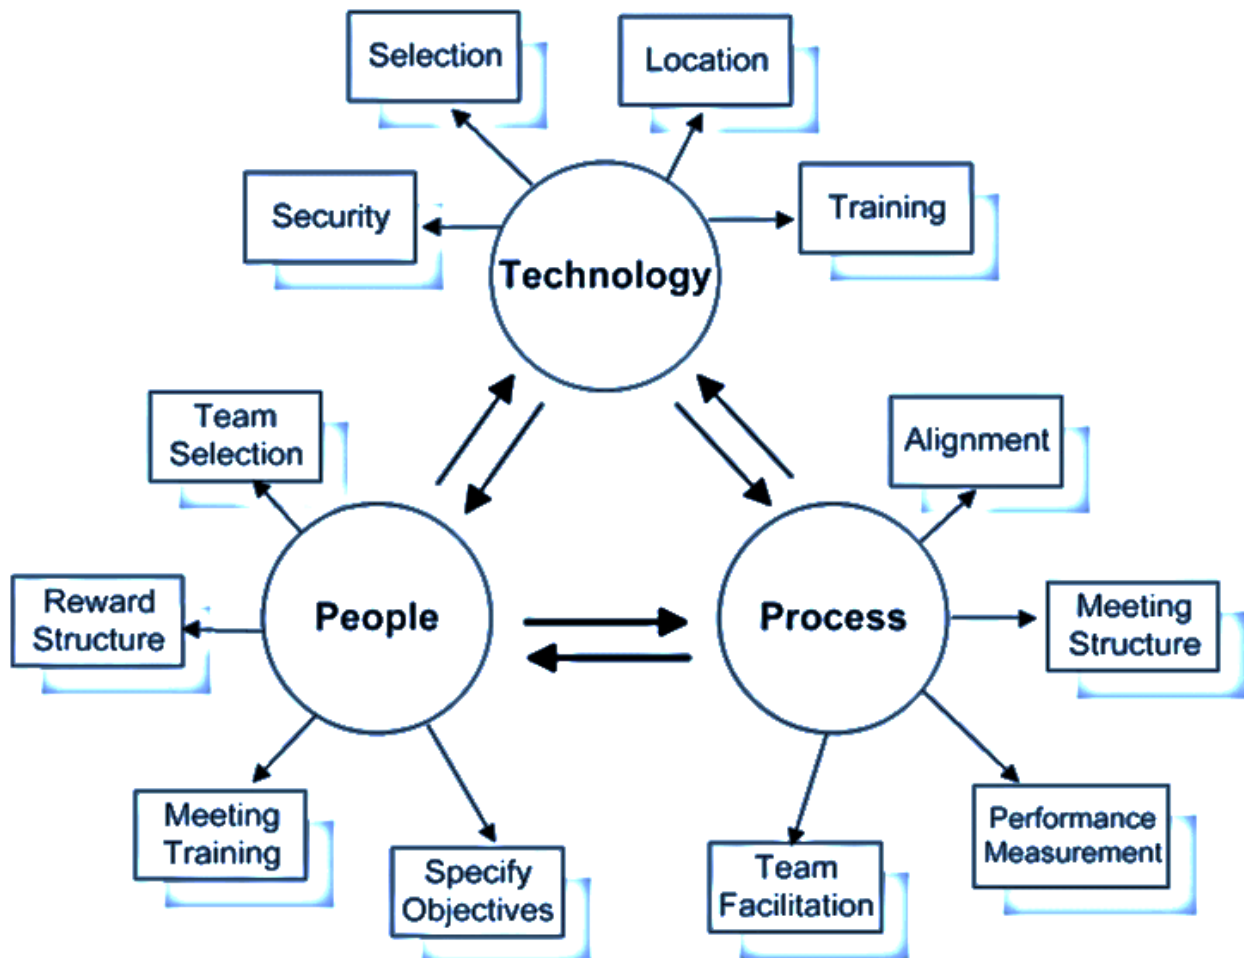 Selection
Location
Security
Training
Technology
Team
Selection
Alignment
Reward
Structure
People
Process
Meeting
Structure
Meeting
Training
Specify
Objectives
Team
Facilitation
Performance
Measurement